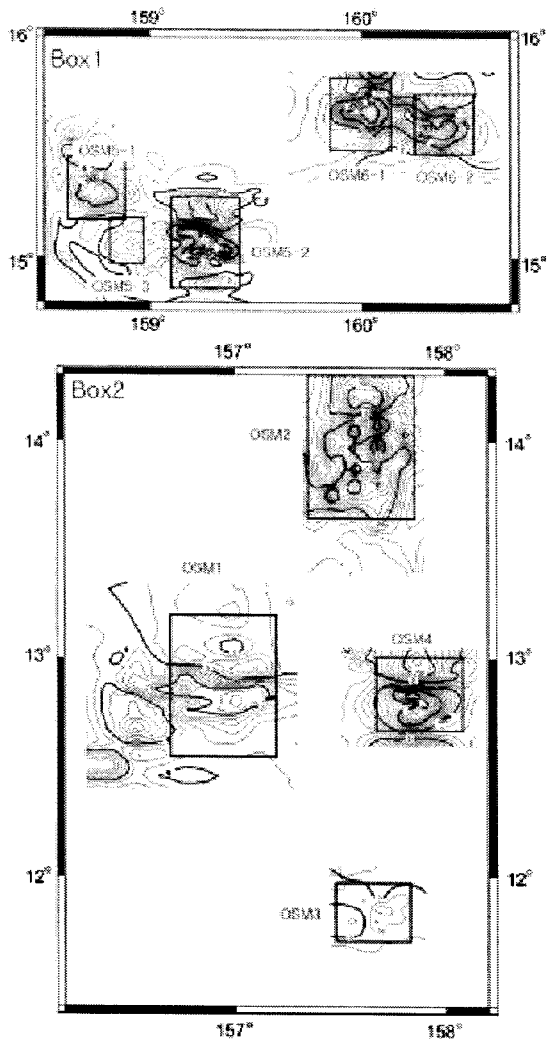 159° 160°
16° 16°
Box1
OSM5-1
OSM6-1 OSM6-2
OSM5-2
15° 15°
OSM5-3
159° 160°
157° 158°
Box2
OSM2
14° 14°
OSM1
13° 13°
OSM4
12° 12°
OSM3
157° 158°